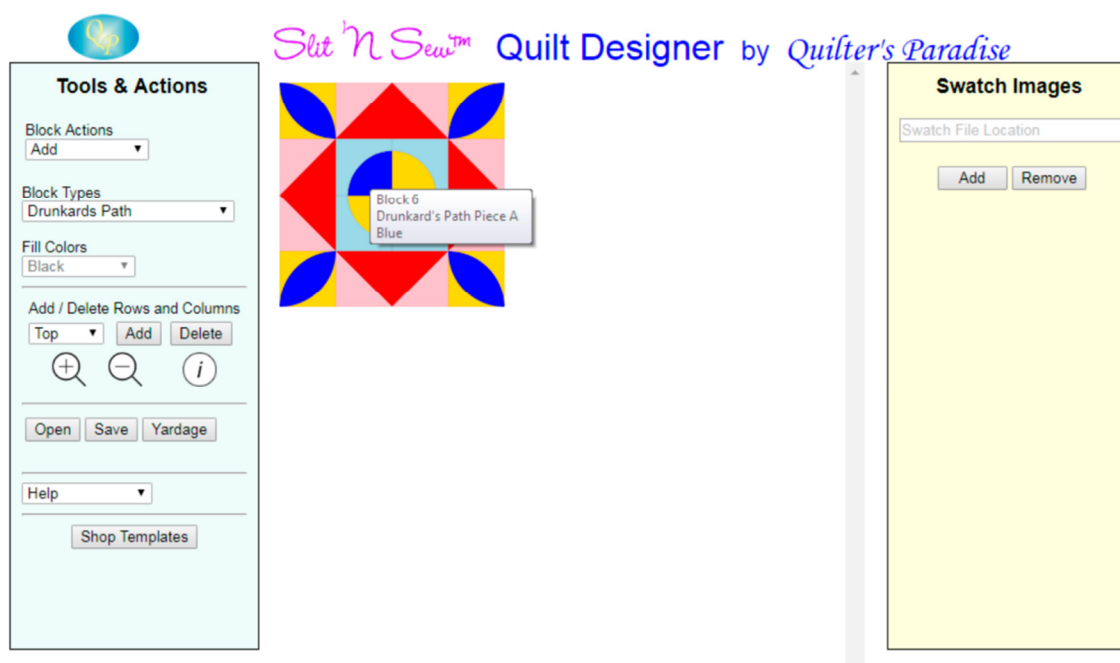 QP
Slit 'N Sew™ Quilt Designer by Quilter's Paradise
Tools & Actions
Block Actions
Add
Block Types
Drunkards Path
Fill Colors
Black
Add / Delete Rows and Columns
Top Add Delete
i
Open Save Yardage
Help
Shop Templates
Block 6
Drunkard's Path Piece A
Blue
Swatch Images
Swatch File Location
Add Remove